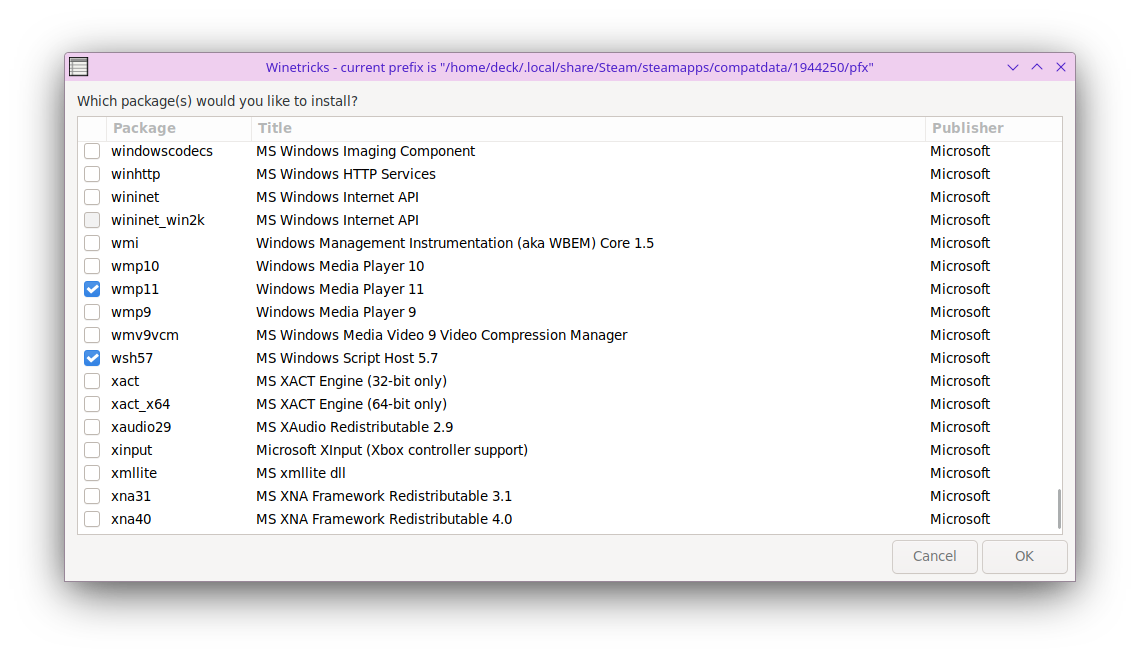 Winetricks - current prefix is "/home/deck/.local/share/Steam/steamapps/compatdata/1944250/pfx"
Which package(s) would you like to install?
Package Title Publisher
windowscodecs MS Windows Imaging Component Microsoft
winhttp MS Windows HTTP Services Microsoft
wininet MS Windows Internet API Microsoft
wininet_win2k MS Windows Internet API Microsoft
wmi Windows Management Instrumentation (aka WBEM) Core 1.5 Microsoft
wmp10 Windows Media Player 10 Microsoft
wmp11 Windows Media Player 11 Microsoft
wmp9 Windows Media Player 9 Microsoft
wmv9vcm MS Windows Media Video 9 Video Compression Manager Microsoft
wsh57 MS Windows Script Host 5.7 Microsoft
xact MS XACT Engine (32-bit only) Microsoft
xact_x64 MS XACT Engine (64-bit only) Microsoft
xaudio29 MS XAudio Redistributable 2.9 Microsoft
xinput Microsoft XInput (Xbox controller support) Microsoft
xmllite MS xmllite dll Microsoft
xna31 MS XNA Framework Redistributable 3.1 Microsoft
xna40 MS XNA Framework Redistributable 4.0 Microsoft
Cancel OK